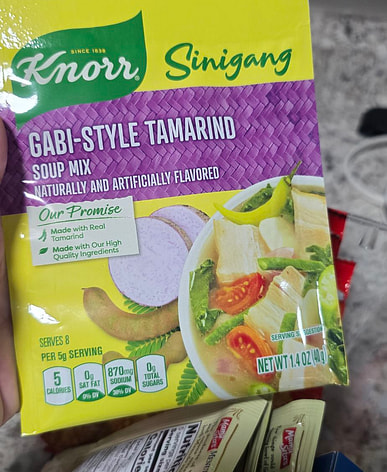 SINCE 1838
Knorr®
Sinigang
GABI-STYLE TAMARIND
SOUP MIX
NATURALLY AND ARTIFICIALLY FLAVORED
Our Promise
Made with Real
Tamarind
Made with Our High
Quality Ingredients
SERVES 8
PER 5g SERVING
5
CALORIES
0g
SAT FAT
0% DV
870mg
SODIUM
38% DV
0g
TOTAL
SUGARS
SERVING SUGGESTION
NET WT 1.4 OZ (40g)